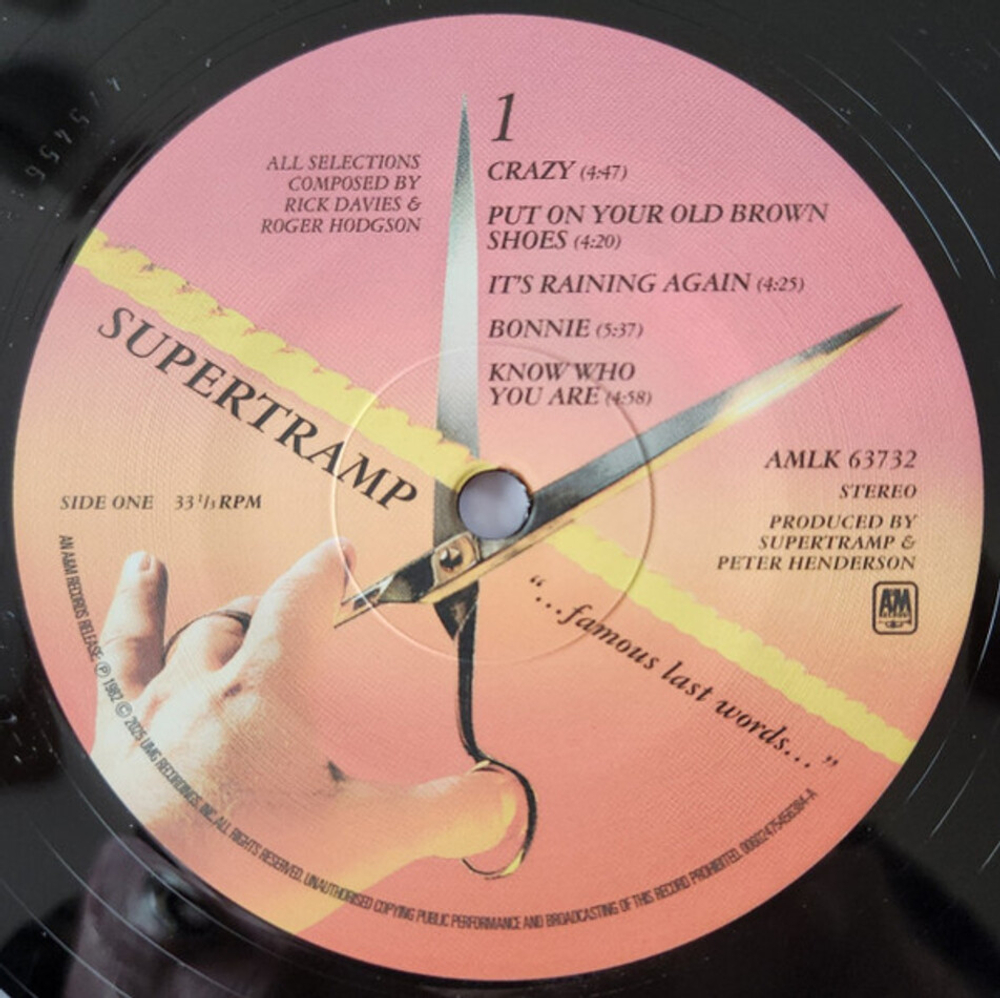 1
ALL SELECTIONS
COMPOSED BY
RICK DAVIES &
ROGER HODGSON
CRAZY (4:47)
PUT ON YOUR OLD BROWN
SHOES (4:20)
IT'S RAINING AGAIN (4:25)
BONNIE (5:37)
KNOW WHO
YOU ARE (4:58)
SUPERTRAMP
SIDE ONE 33 1/3 RPM
AMLK 63732
STEREO
PRODUCED BY
SUPERTRAMP &
PETER HENDERSON
A&M
RECORDS
"...famous last words..."
AN A&M RECORDS RELEASE: ℗ 1982 © 2025 UMG RECORDINGS, INC. ALL RIGHTS RESERVED. UNAUTHORISED COPYING PUBLIC PERFORMANCE AND BROADCASTING OF THIS RECORD PROHIBITED.